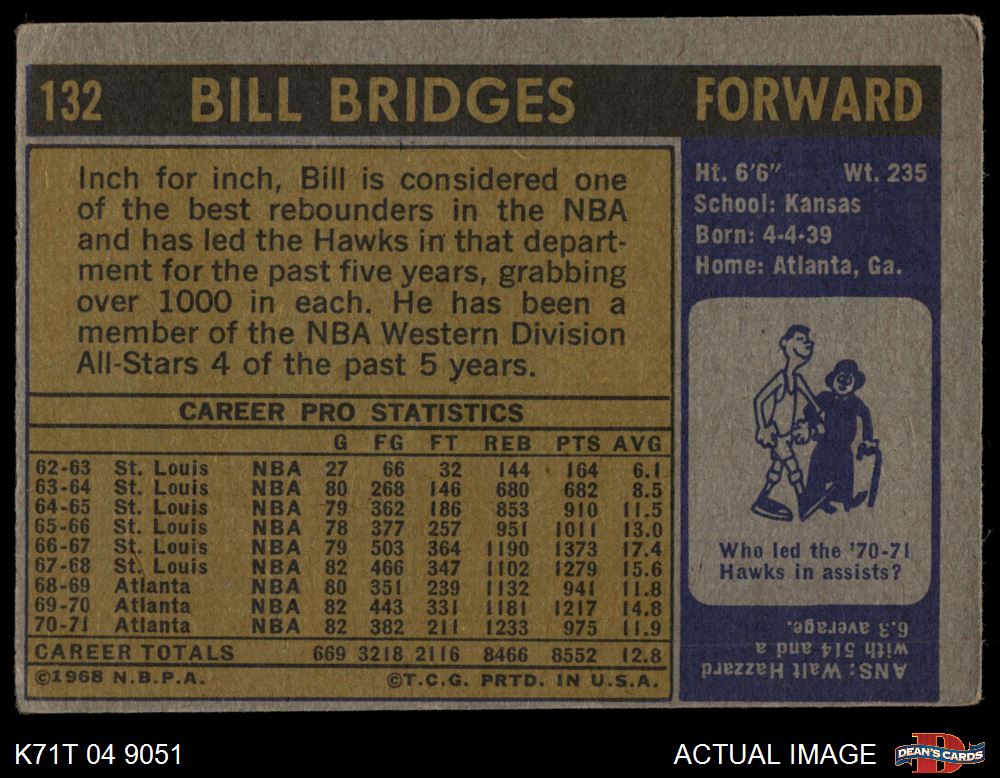 132 BILL BRIDGES FORWARD
Inch for inch, Bill is considered one
of the best rebounders in the NBA
and has led the Hawks in that depart-
ment for the past five years, grabbing
over 1000 in each. He has been a
member of the NBA Western Division
All-Stars 4 of the past 5 years.
CAREER PRO STATISTICS
G FG FT REB PTS AVG
62-63 St. Louis NBA 27 66 32 144 164 6.1
63-64 St. Louis NBA 80 268 146 680 682 8.5
64-65 St. Louis NBA 79 362 186 853 910 11.5
65-66 St. Louis NBA 78 377 257 951 1011 13.0
66-67 St. Louis NBA 79 503 364 1190 1373 17.4
67-68 St. Louis NBA 82 466 347 1102 1279 15.6
68-69 Atlanta NBA 80 351 239 1132 941 11.8
69-70 Atlanta NBA 82 443 331 1181 1217 14.8
70-71 Atlanta NBA 82 382 211 1233 975 11.9
CAREER TOTALS 669 3218 2116 8466 8552 12.8
©1968 N.B.P.A. ©T.C.G. PRTD. IN U.S.A.
Ht. 6'6" Wt. 235
School: Kansas
Born: 4-4-39
Home: Atlanta, Ga.
Who led the '70-71
Hawks in assists?
ANS: Walt Hazzard
with 514 and a
6.3 average.
K71T 04 9051 ACTUAL IMAGE
D
DEAN'S CARDS